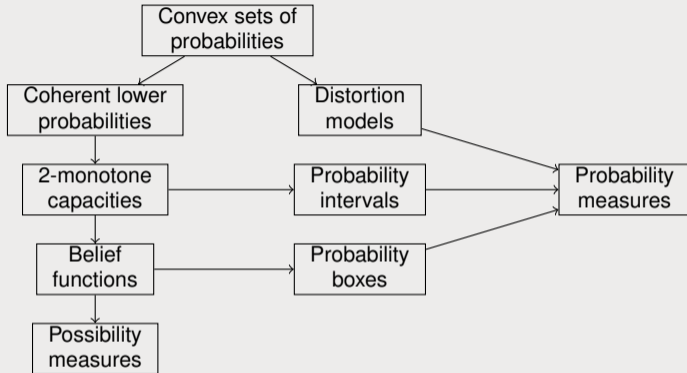 Convex sets of
probabilities
Coherent lower
probabilities
Distortion
models
2-monotone
capacities
Probability
intervals
Probability
measures
Belief
functions
Probability
boxes
Possibility
measures